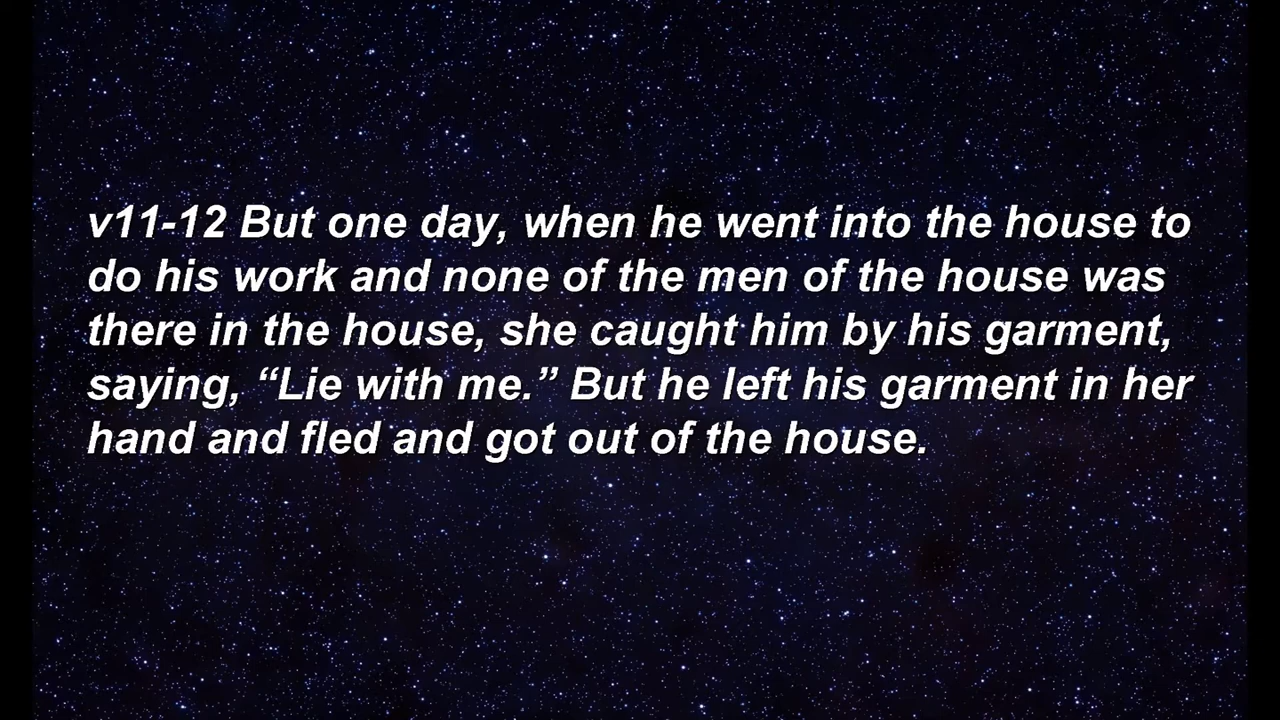 v11-12 But one day, when he went into the house to
do his work and none of the men of the house was
there in the house, she caught him by his garment,
saying, “Lie with me.” But he left his garment in her
hand and fled and got out of the house.